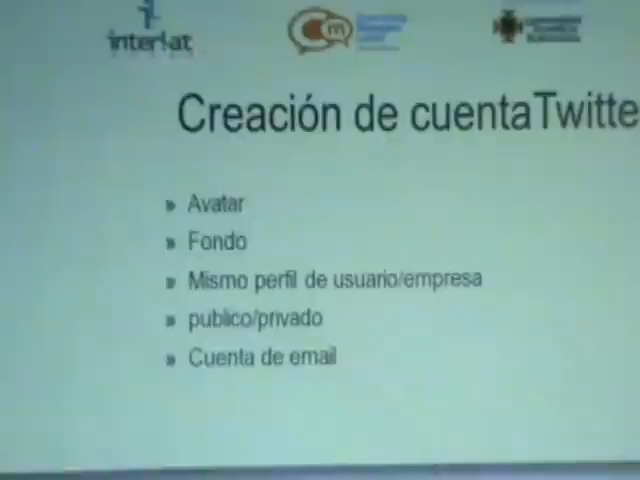 interlat
Creación de cuentaTwitte
» Avatar
» Fondo
» Mismo perfil de usuario/empresa
» publico/privado
» Cuenta de email